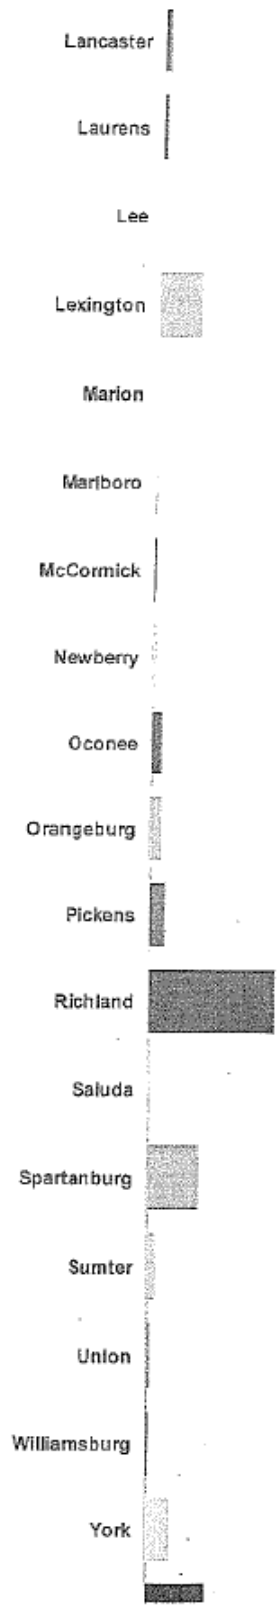 Lancaster
Laurens
Lee
Lexington
Marion
Marlboro
McCormick
Newberry
Oconee
Orangeburg
Pickens
Richland
Saluda
Spartanburg
Sumter
Union
Williamsburg
York